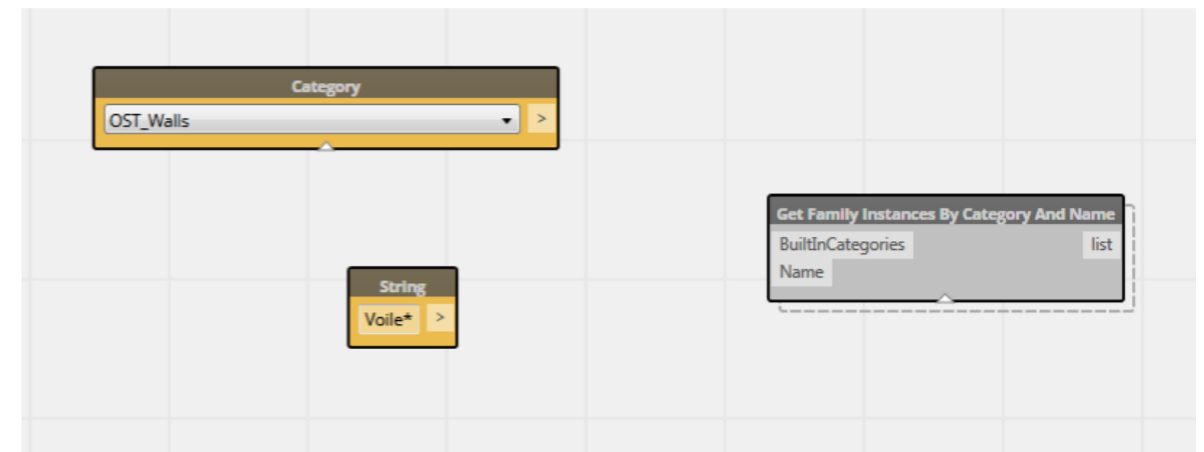 Category
OST_Walls
>
Get Family Instances By Category And Name
BuiltInCategories
list
Name
String
Voile*
>